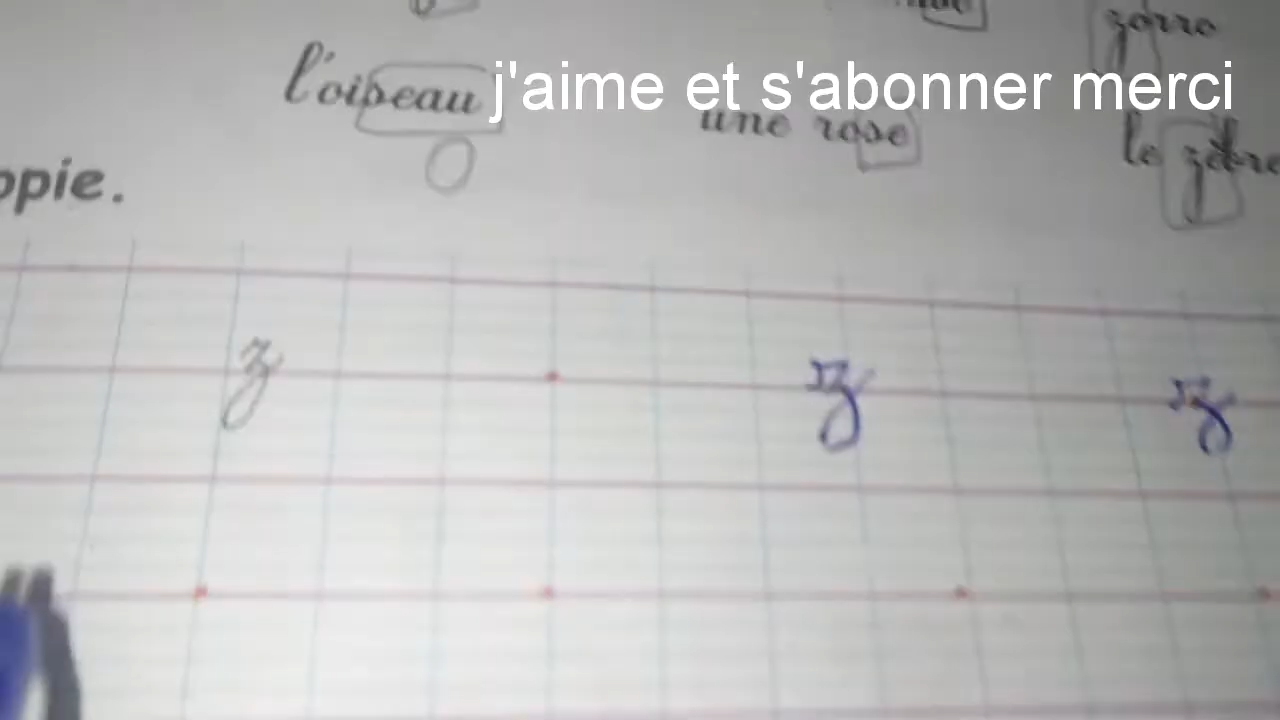 zorro
j'aime et s'abonner merci
l'oiseau
une rose
le zèbre
opie.
z z z